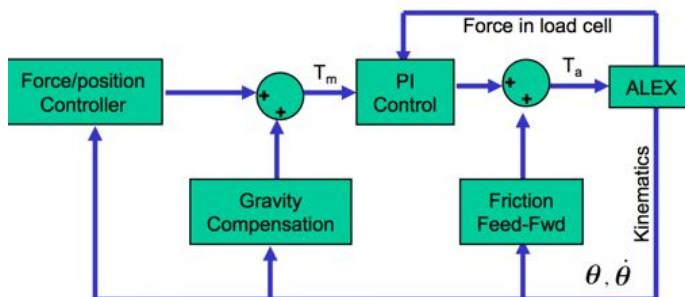 Force in load cell
Force/position
Controller
+
+
Tm
PI
Control
+
+
Ta
ALEX
Gravity
Compensation
Friction
Feed-Fwd
Kinematics
θ , θ̇